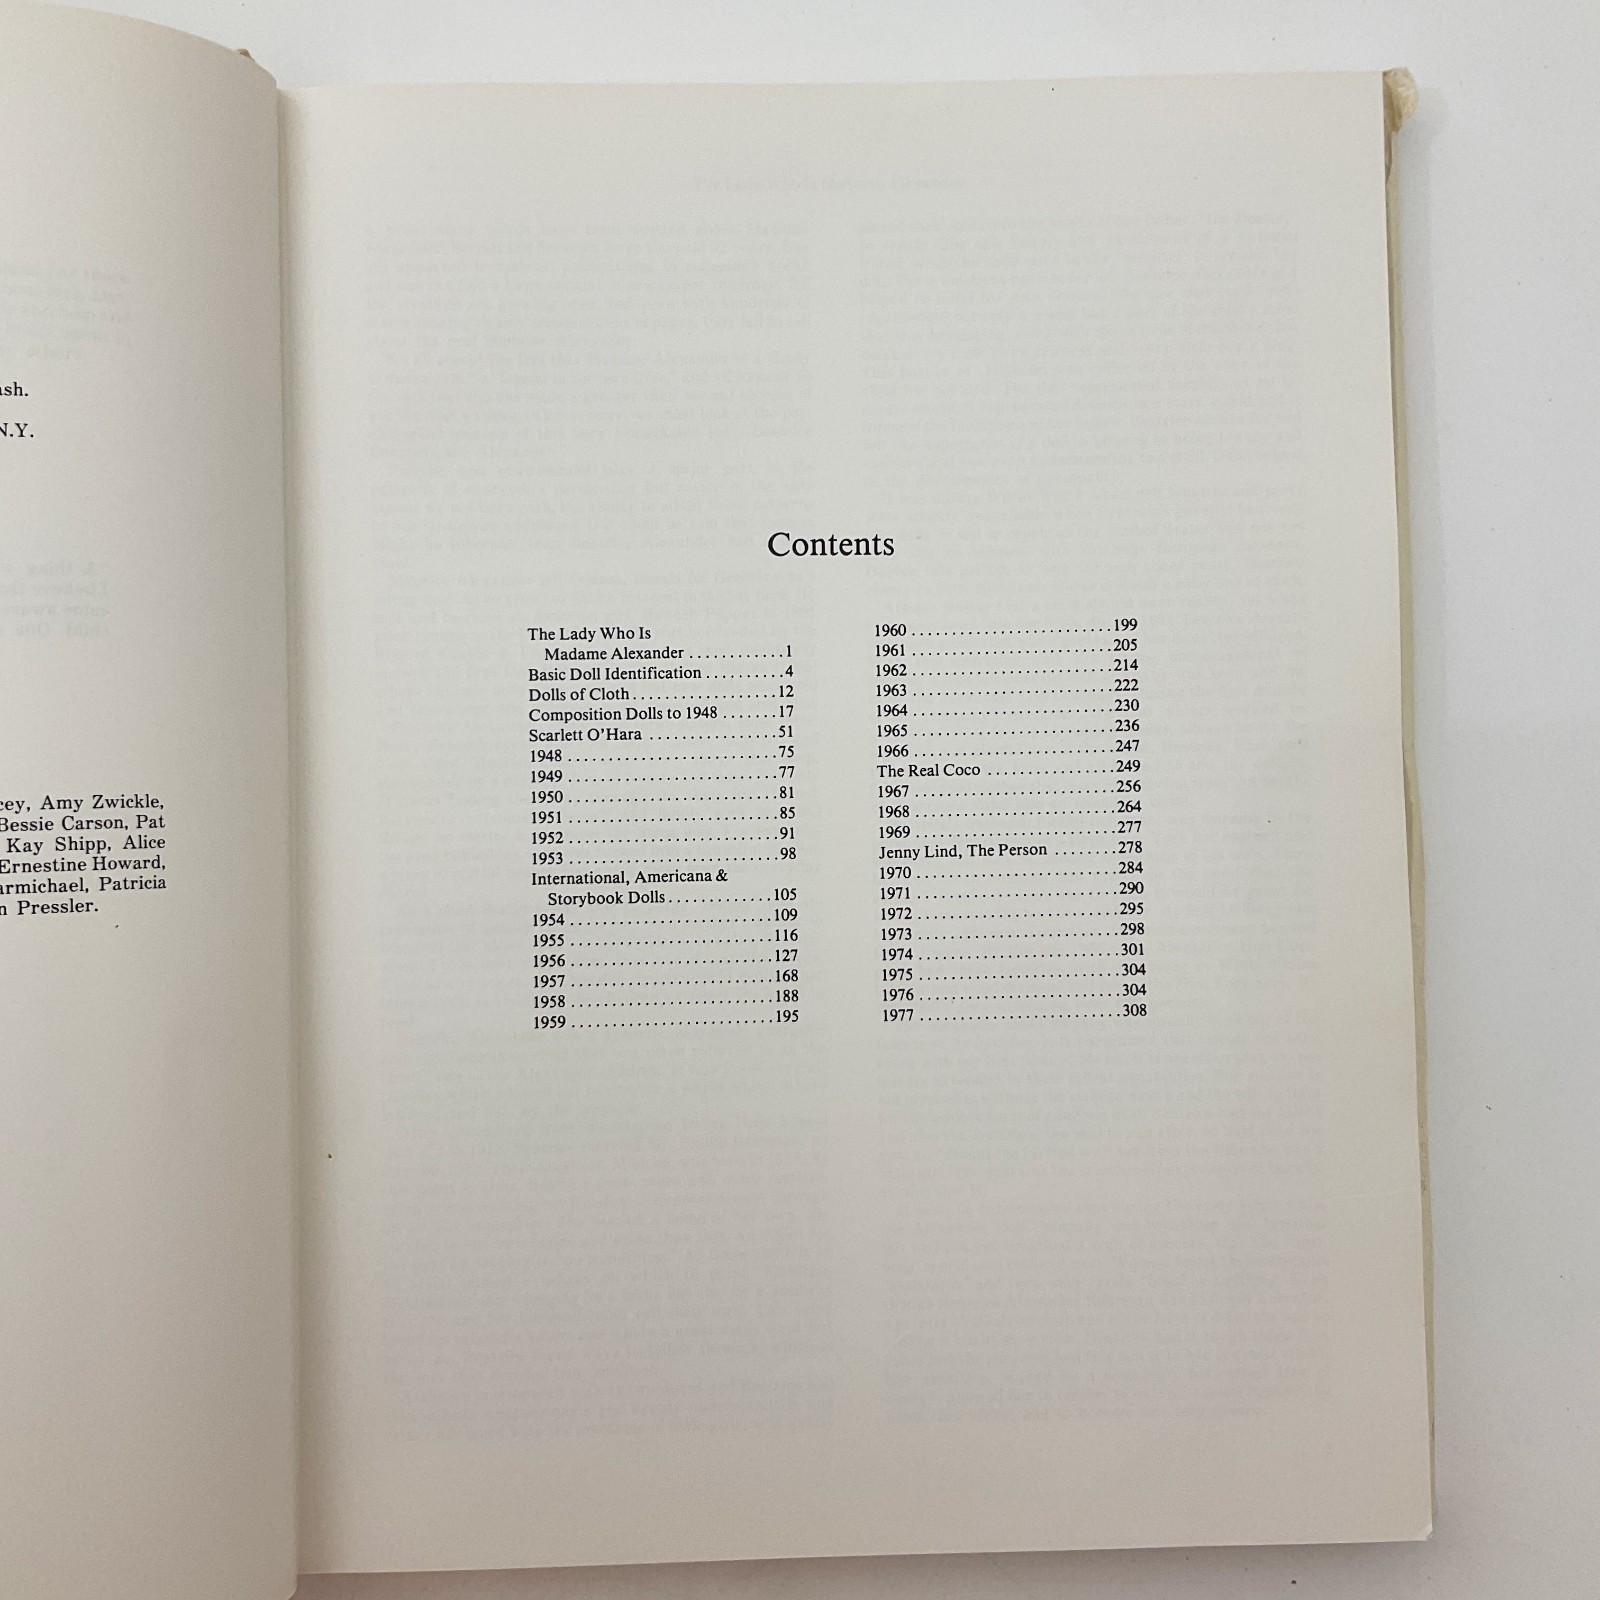 ash.
N.Y.
cey, Amy Zwickle,
Bessie Carson, Pat
Kay Shipp, Alice
Ernestine Howard,
armichael, Patricia
n Pressler.
Contents
The Lady Who Is
Madame Alexander ............1
Basic Doll Identification ..........4
Dolls of Cloth..................12
Composition Dolls to 1948 .......17
Scarlett O'Hara ................51
1948 ..........................75
1949 ..........................77
1950 ..........................81
1951 ..........................85
1952 ..........................91
1953 ..........................98
International, Americana &
Storybook Dolls.............105
1954 .........................109
1955 .........................116
1956 .........................127
1957 .........................168
1958 .........................188
1959 .........................195
1960 .........................199
1961 .........................205
1962 .........................214
1963 .........................222
1964 .........................230
1965 .........................236
1966 .........................247
The Real Coco ................249
1967 .........................256
1968 .........................264
1969 .........................277
Jenny Lind, The Person ........278
1970 .........................284
1971 .........................290
1972 .........................295
1973 .........................298
1974 .........................301
1975 .........................304
1976 .........................304
1977 .........................308